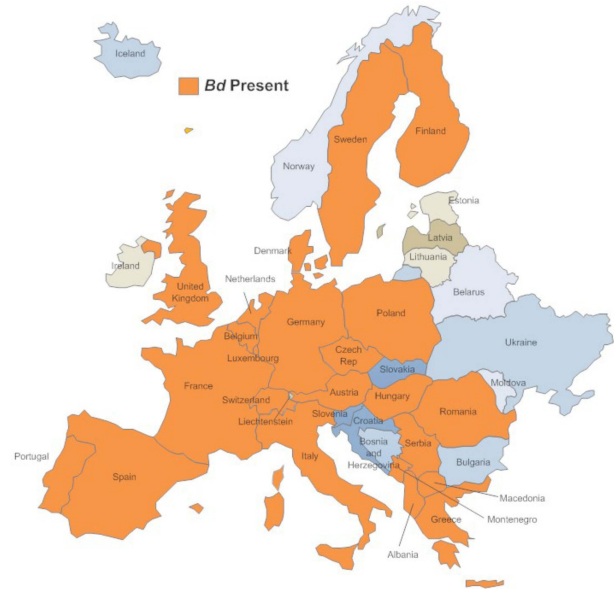 Iceland
Bd Present
Finland
Sweden
Norway
Estonia
Latvia
Lithuania
Denmark
Ireland
Netherlands
United
Kingdom
Belarus
Poland
Germany
Belgium
Ukraine
Czech
Rep
Luxembourg
Slovakia
Moldova
France
Austria
Hungary
Switzerland
Romania
Slovenia
Croatia
Liechtenstein
Bosnia
and
Herzegovina
Serbia
Portugal
Italy
Bulgaria
Spain
Macedonia
Montenegro
Greece
Albania